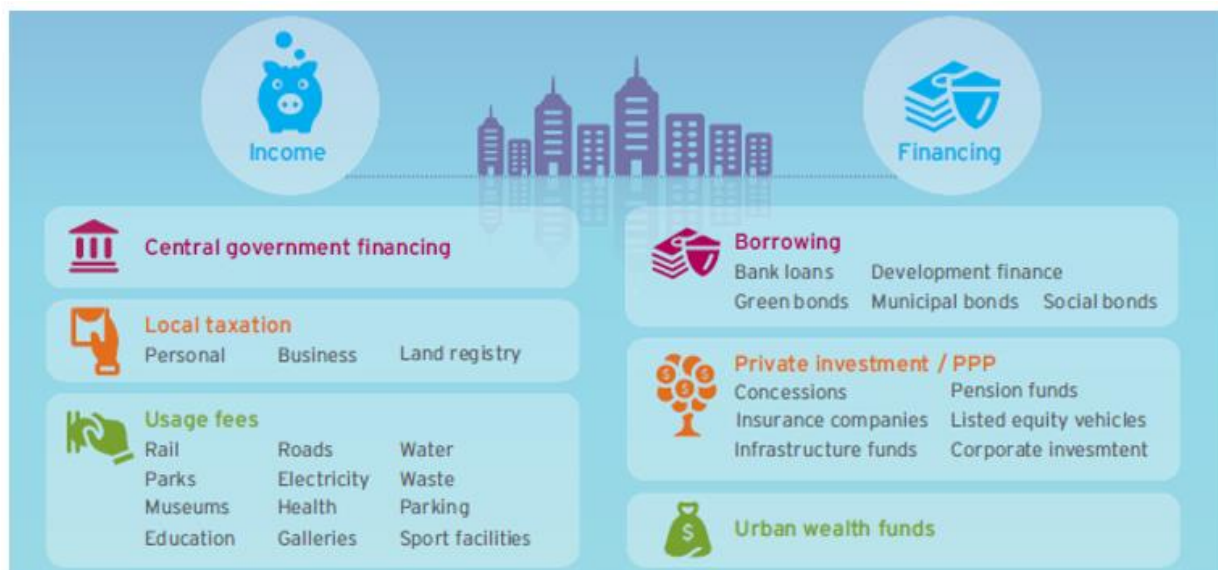 Income
Financing
Central government financing
Local taxation
Personal Business Land registry
Usage fees
Rail Roads Water
Parks Electricity Waste
Museums Health Parking
Education Galleries Sport facilities
Borrowing
Bank loans Development finance
Green bonds Municipal bonds Social bonds
Private investment / PPP
Concessions Pension funds
Insurance companies Listed equity vehicles
Infrastructure funds Corporate invesmtent
Urban wealth funds